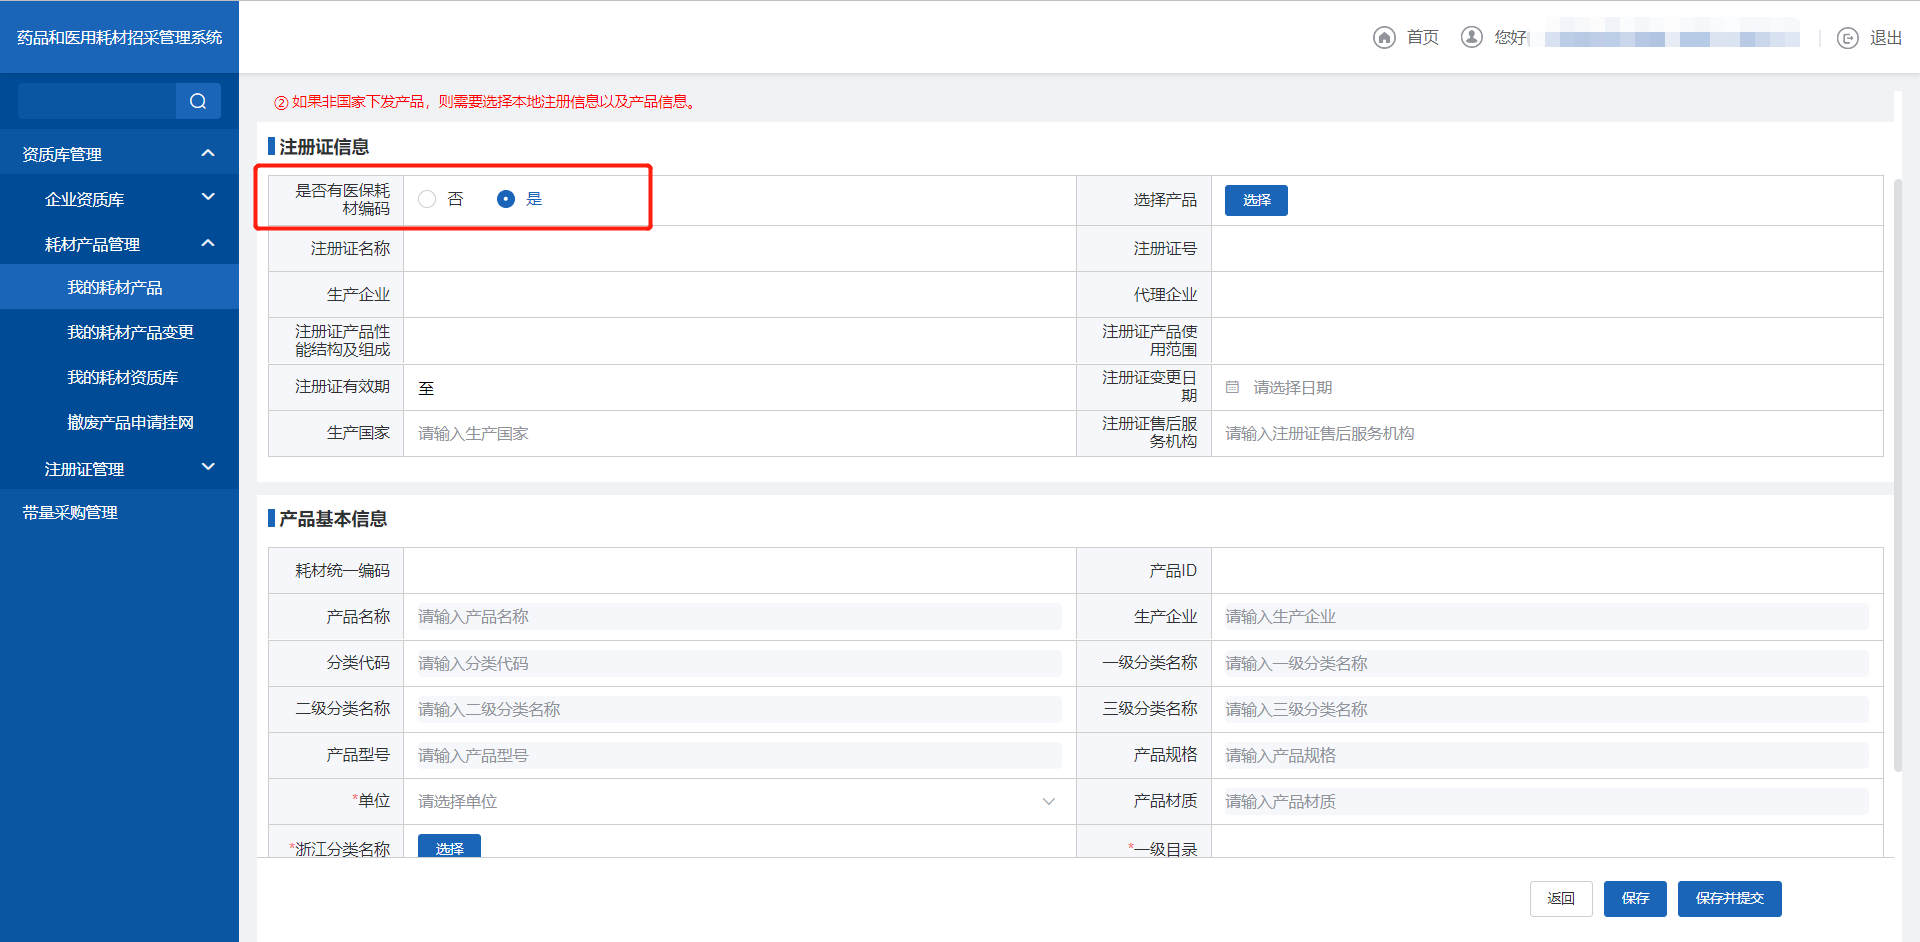 药品和医用耗材招采管理系统
首页
您好
退出
资质库管理
企业资质库
耗材产品管理
我的耗材产品
我的耗材产品变更
我的耗材资质库
撤废产品申请挂网
注册证管理
带量采购管理
②如果非国家下发产品，则需要选择本地注册信息以及产品信息。
注册证信息
是否有医保耗
材编码
否
是
选择产品
选择
注册证名称
注册证号
生产企业
代理企业
注册证产品性
能结构及组成
注册证产品使
用范围
注册证有效期
至
注册证变更日
期
请选择日期
生产国家
请输入生产国家
注册证售后服
务机构
请输入注册证售后服务机构
产品基本信息
耗材统一编码
产品ID
产品名称
请输入产品名称
生产企业
请输入生产企业
分类代码
请输入分类代码
一级分类名称
请输入一级分类名称
二级分类名称
请输入二级分类名称
三级分类名称
请输入三级分类名称
产品型号
请输入产品型号
产品规格
请输入产品规格
*单位
请选择单位
产品材质
请输入产品材质
*浙江分类名称
选择
*一级目录
返回
保存
保存并提交